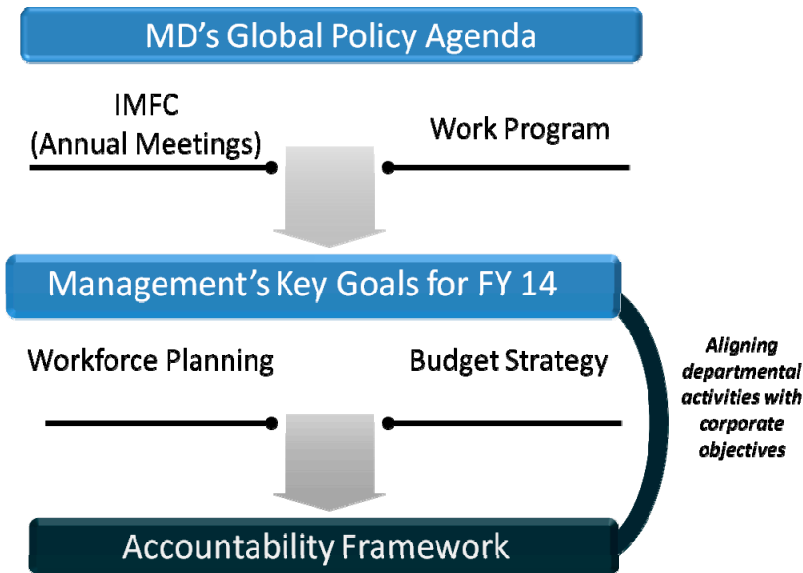 MD’s Global Policy Agenda
IMFC
(Annual Meetings)
Work Program
Management’s Key Goals for FY 14
Workforce Planning
Budget Strategy
Aligning
departmental
activities with
corporate
objectives
Accountability Framework